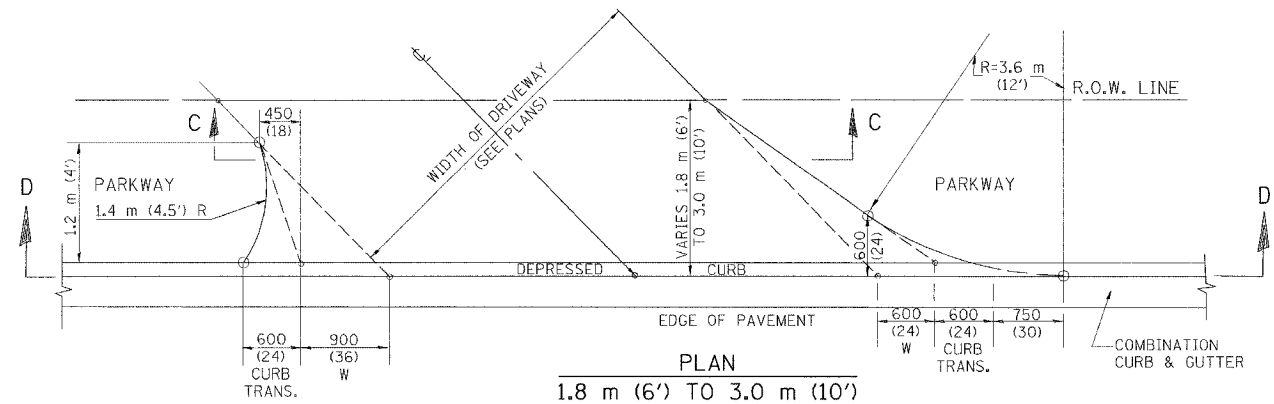 ℄
WIDTH OF DRIVEWAY
(SEE PLANS)
R=3.6 m
(12')
R.O.W. LINE
C
450
(18)
C
VARIES 1.8 m (6')
TO 3.0 m (10')
D
1.2 m (4')
PARKWAY
1.4 m (4.5') R
PARKWAY
D
600
(24)
DEPRESSED CURB
EDGE OF PAVEMENT
600
(24)
CURB
TRANS.
900
(36)
W
600
(24)
W
600
(24)
CURB
TRANS.
750
(30)
COMBINATION
CURB & GUTTER
PLAN
1.8 m (6') TO 3.0 m (10')